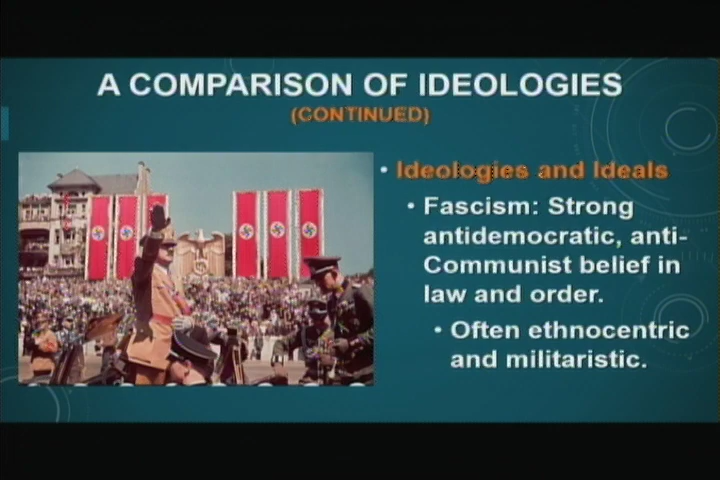 A COMPARISON OF IDEOLOGIES
(CONTINUED)
• Ideologies and Ideals
• Fascism: Strong
antidemocratic, anti-
Communist belief in
law and order.
• Often ethnocentric
and militaristic.